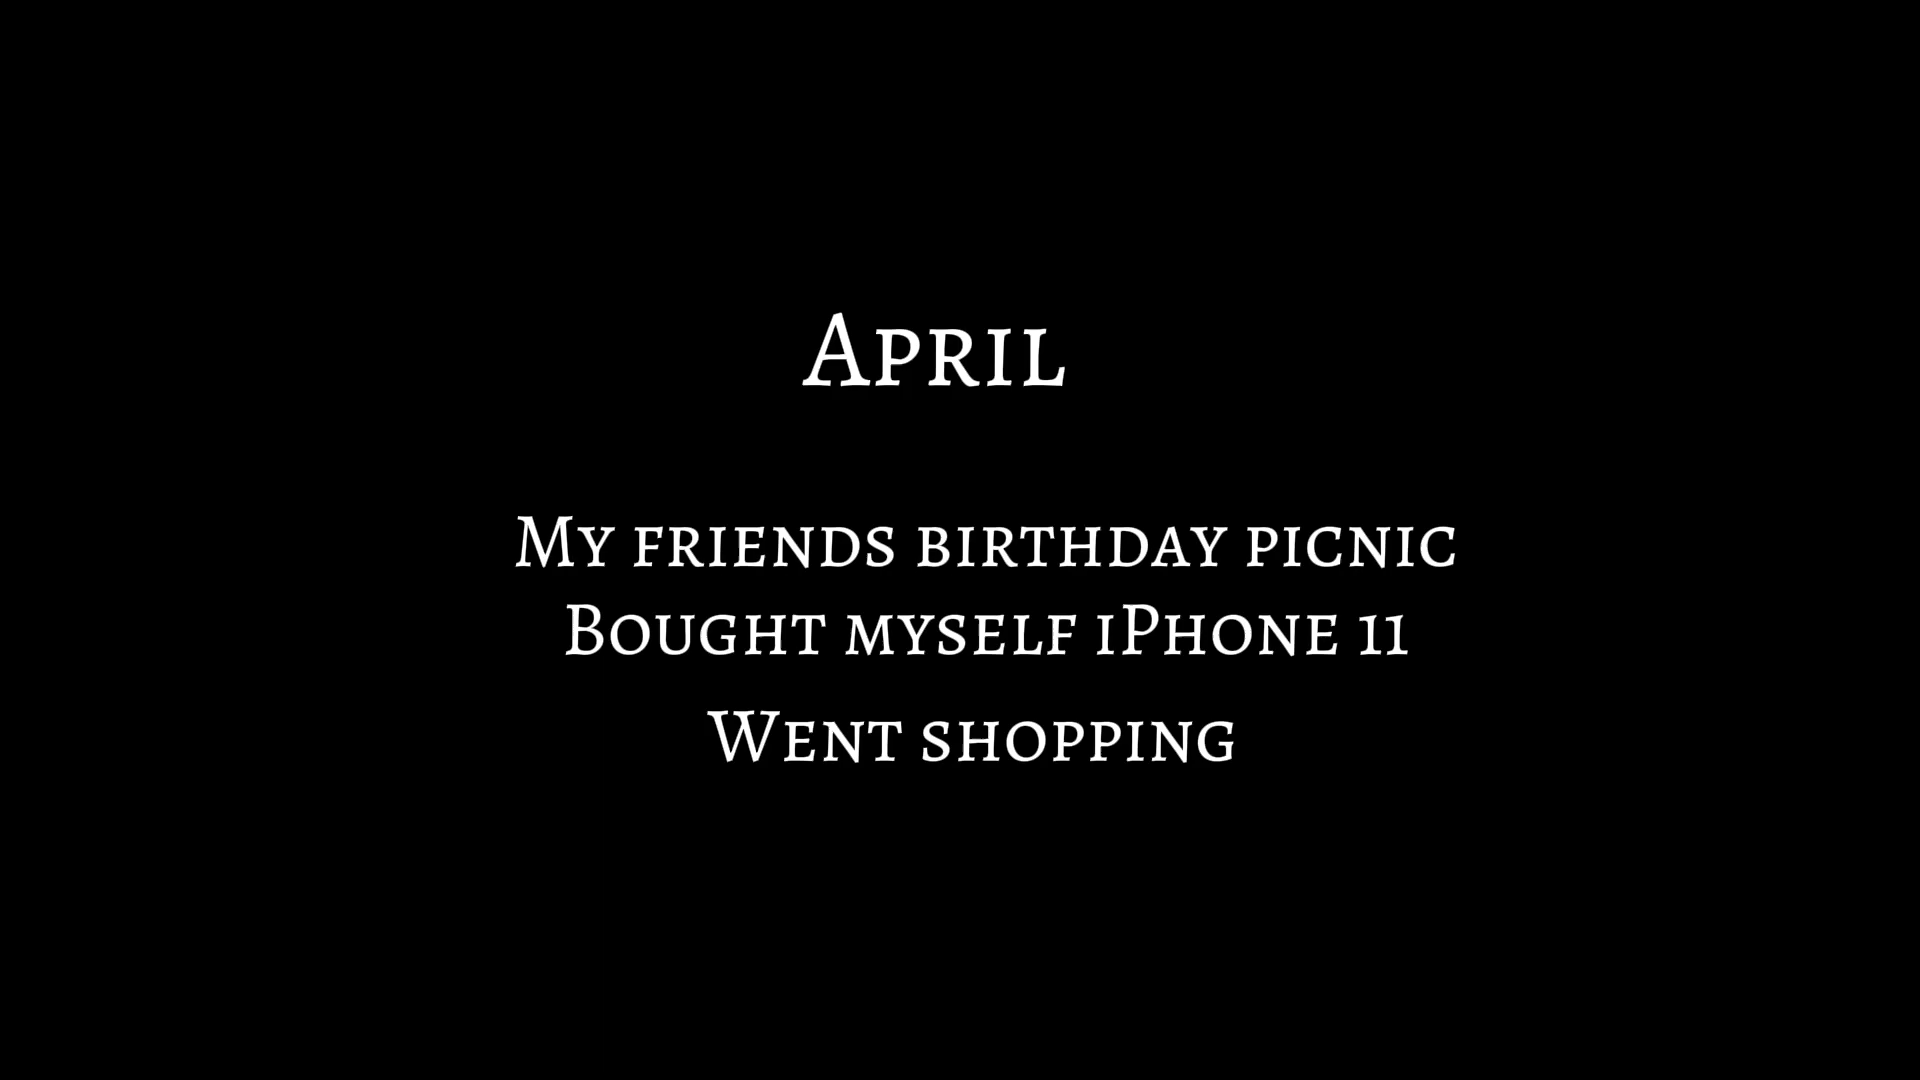 April
My friends birthday picnic
Bought myself iPhone 11
Went shopping